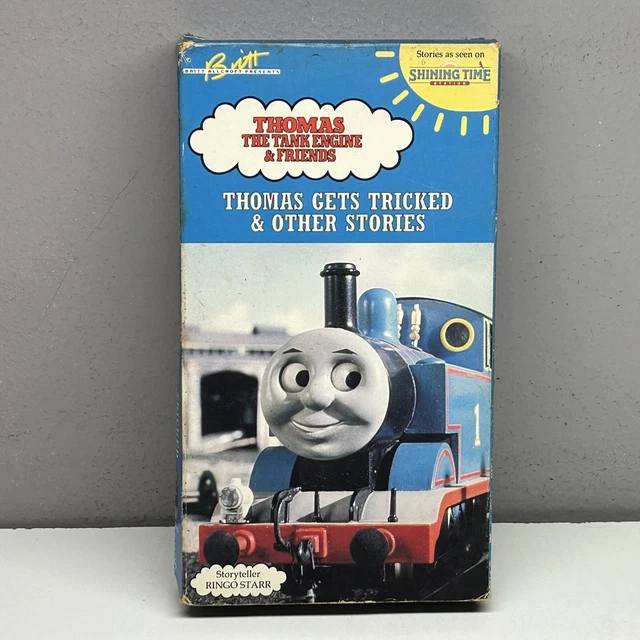 Britt
BRITT ALLCROFT PRESENTS
Stories as seen on
SHINING TIME
STATION
THOMAS
THE TANK ENGINE
& FRIENDS
THOMAS GETS TRICKED
& OTHER STORIES
1
Storyteller
RINGO STARR